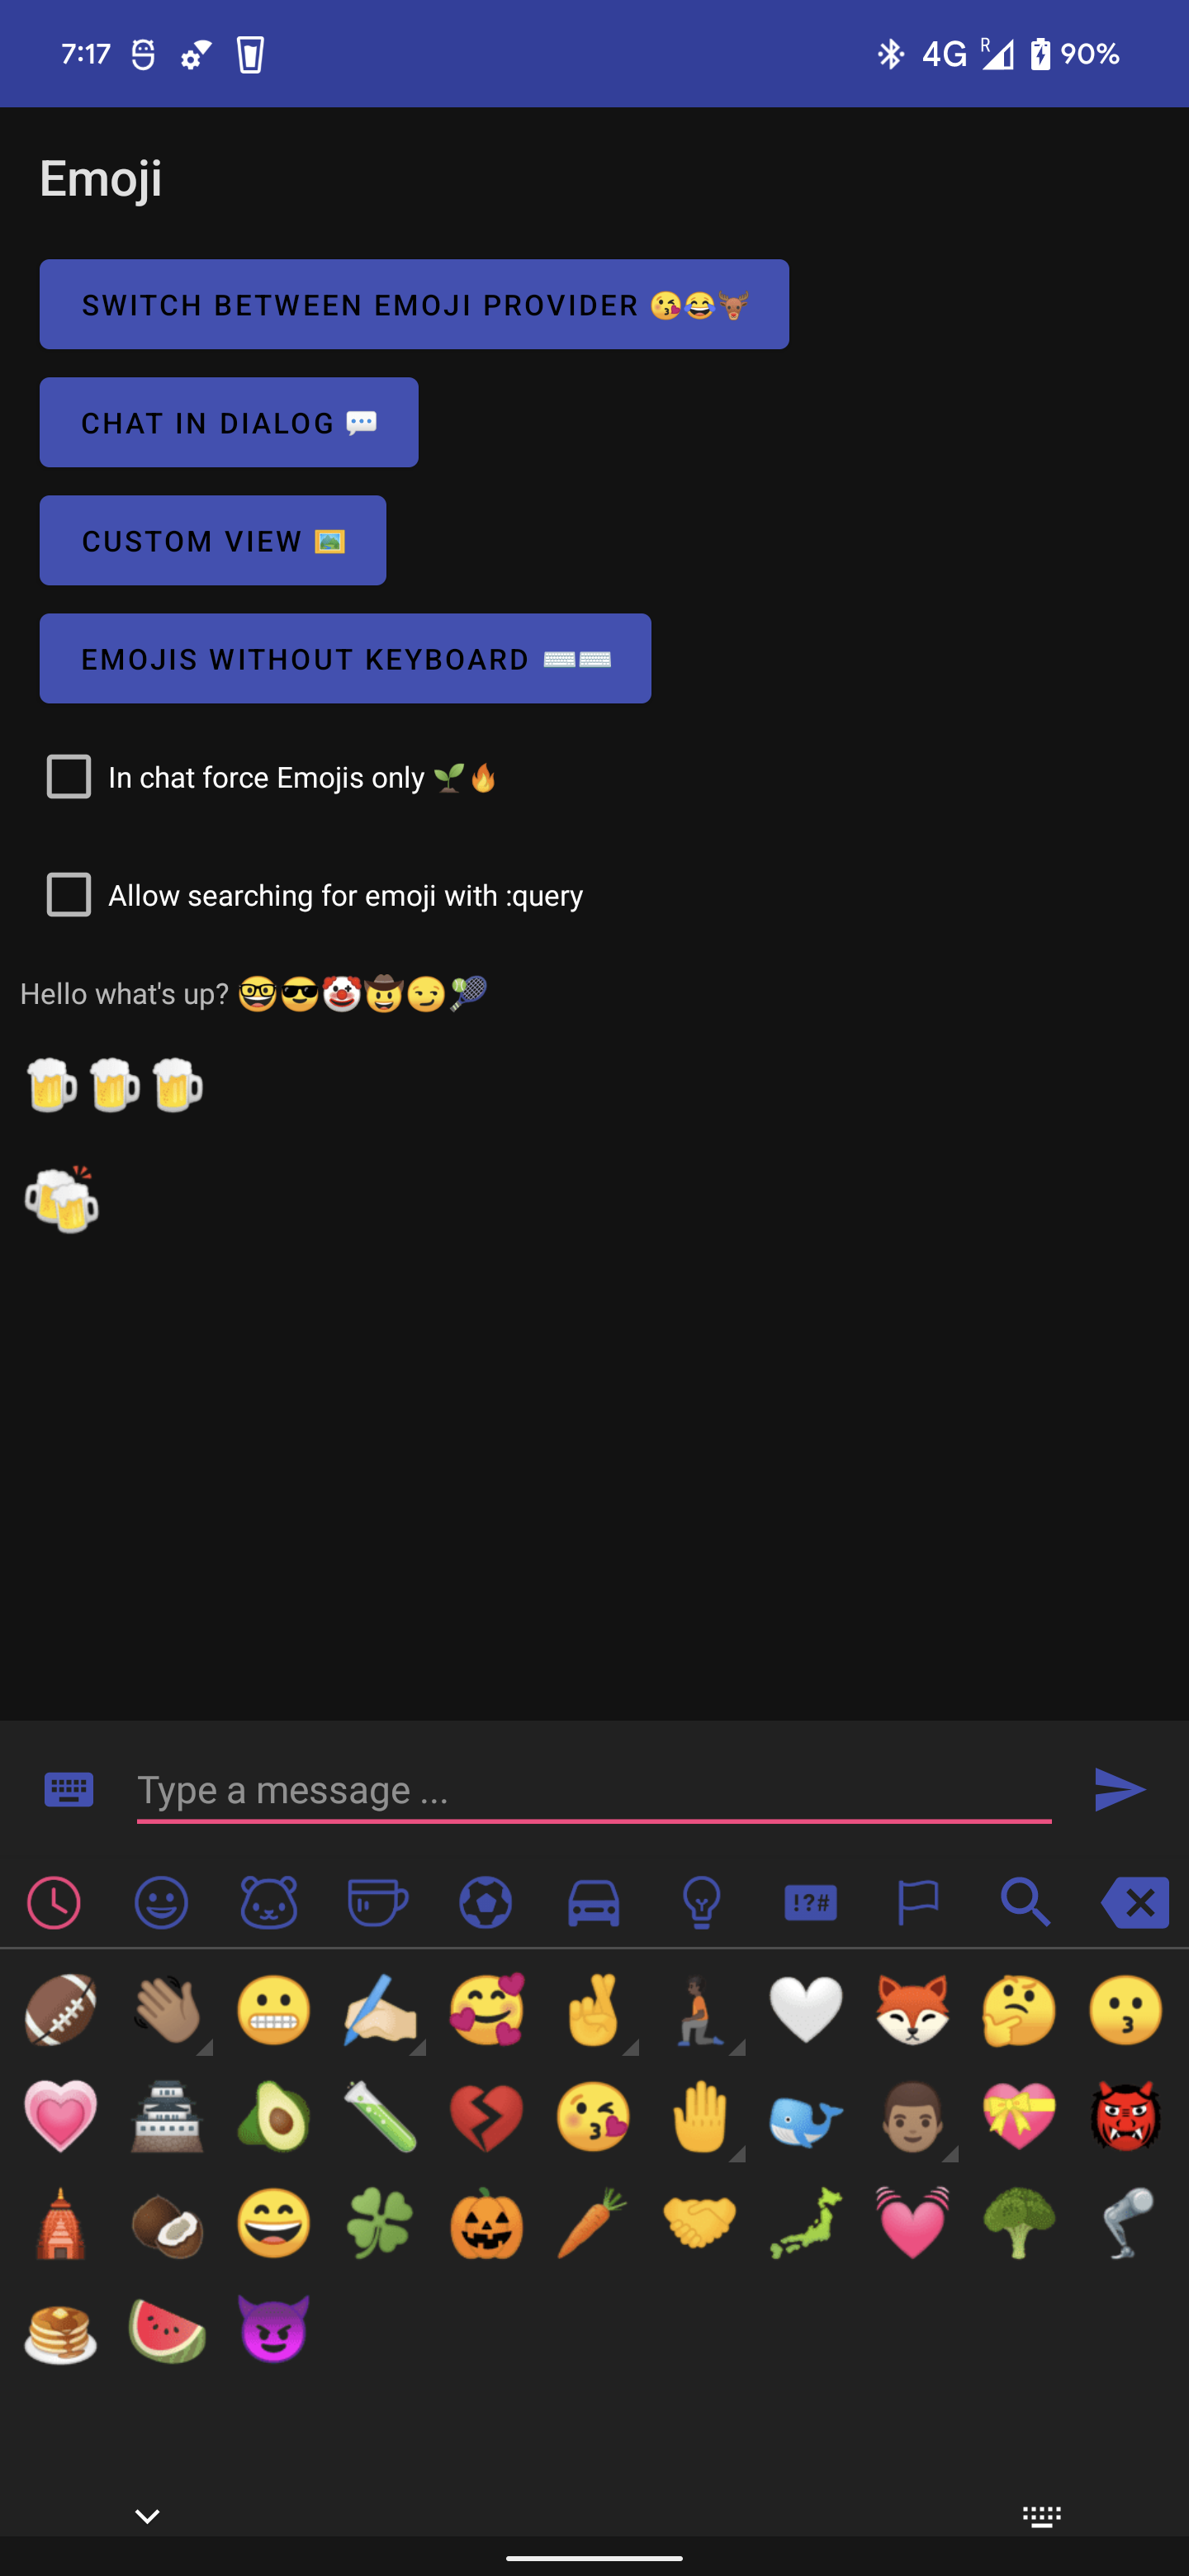 7:17 4G R 90%
Emoji
SWITCH BETWEEN EMOJI PROVIDER 😘😂🫎
CHAT IN DIALOG 💬
CUSTOM VIEW 🖼️
EMOJIS WITHOUT KEYBOARD ⌨️⌨️
In chat force Emojis only 🌱🔥
Allow searching for emoji with :query
Hello what's up? 🤓😎🤡🤠😏🎾
🍺🍺🍺
🍻
Type a message ...
!?#